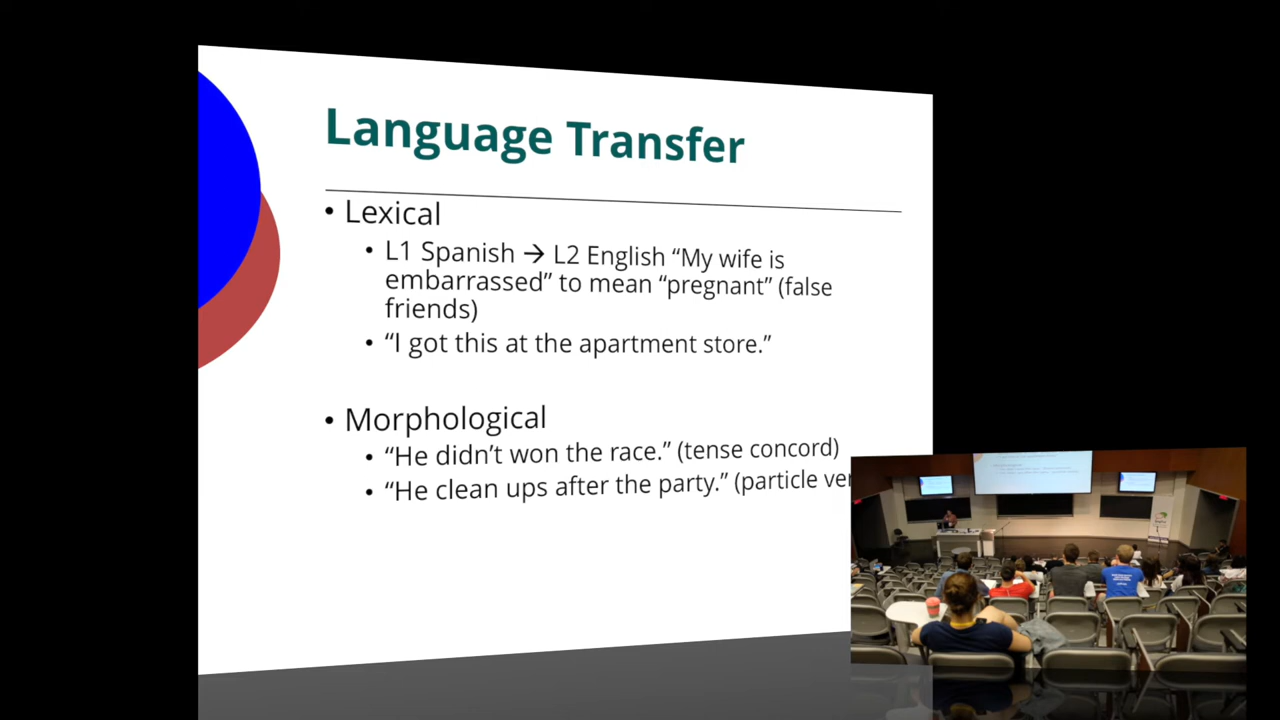 Language Transfer
• Lexical
• L1 Spanish → L2 English “My wife is
embarrassed” to mean “pregnant” (false
friends)
• “I got this at the apartment store.”
• Morphological
• “He didn’t won the race.” (tense concord)
• “He clean ups after the party.” (particle ver